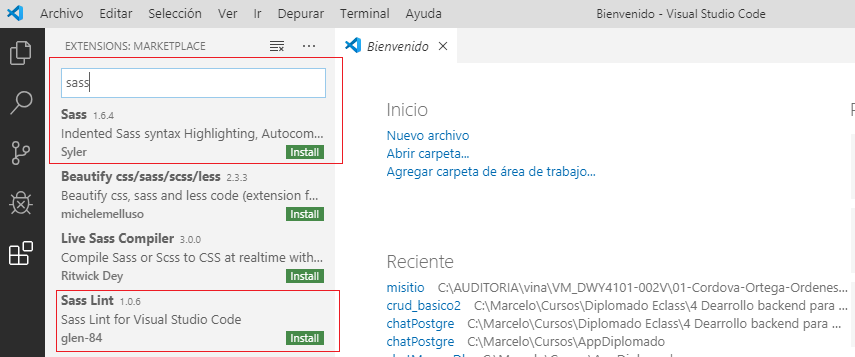 Archivo Editar Selección Ver Ir Depurar Terminal Ayuda Bienvenido - Visual Studio Code
EXTENSIONS: MARKETPLACE ...
Bienvenido
sass
Sass 1.6.4
Indented Sass syntax Highlighting, Autocom...
Syler Install
Beautify css/sass/scss/less 2.3.3
Beautify css, sass and less code (extension f...
michelemelluso Install
Live Sass Compiler 3.0.0
Compile Sass or Scss to CSS at realtime with...
Ritwick Dey Install
Sass Lint 1.0.6
Sass Lint for Visual Studio Code
glen-84 Install
Inicio
Nuevo archivo
Abrir carpeta...
Agregar carpeta de área de trabajo...
Reciente
misitio C:\AUDITORIA\vina\VM_DWY4101-002V\01-Cordova-Ortega-Ordenes...
crud_basico2 C:\Marcelo\Cursos\Diplomado Eclass\4 Dearrollo backend para ...
chatPostgre C:\Marcelo\Cursos\Diplomado Eclass\4 Dearrollo backend para ...
chatPostgre C:\Marcelo\Cursos\AppDiplomado